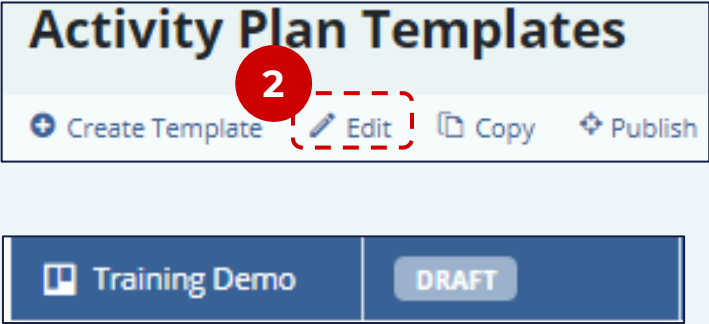 Activity Plan Templates
2
Create Template Edit Copy Publish
Training Demo DRAFT